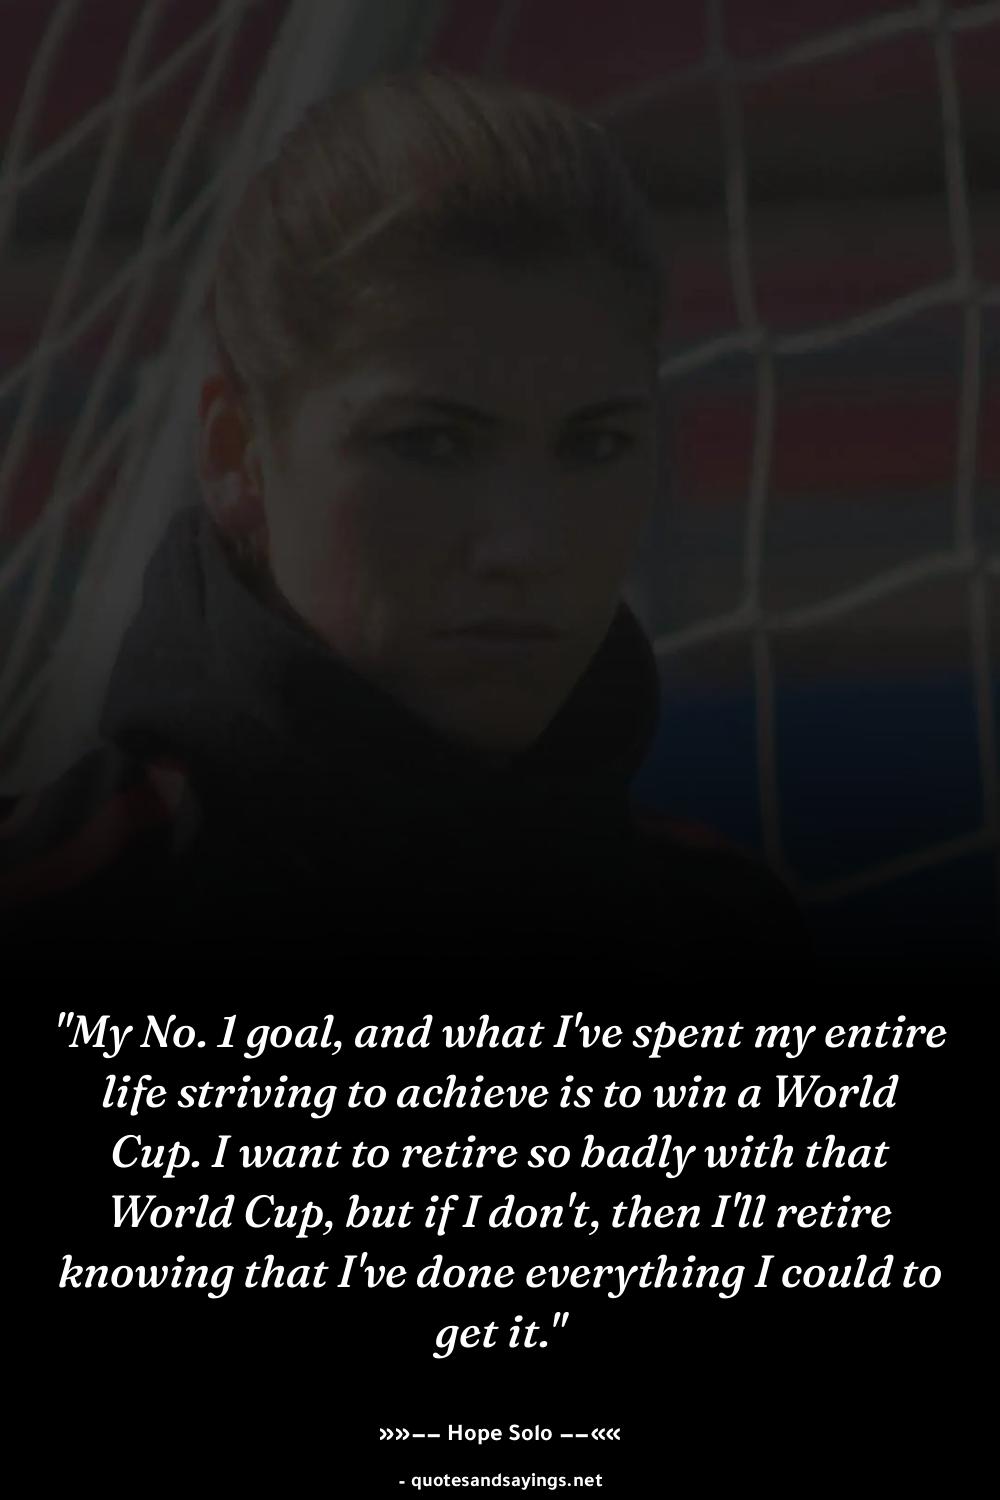 "My No. 1 goal, and what I've spent my entire
life striving to achieve is to win a World
Cup. I want to retire so badly with that
World Cup, but if I don't, then I'll retire
knowing that I've done everything I could to
get it."
»»–– Hope Solo ––««
- quotesandsayings.net